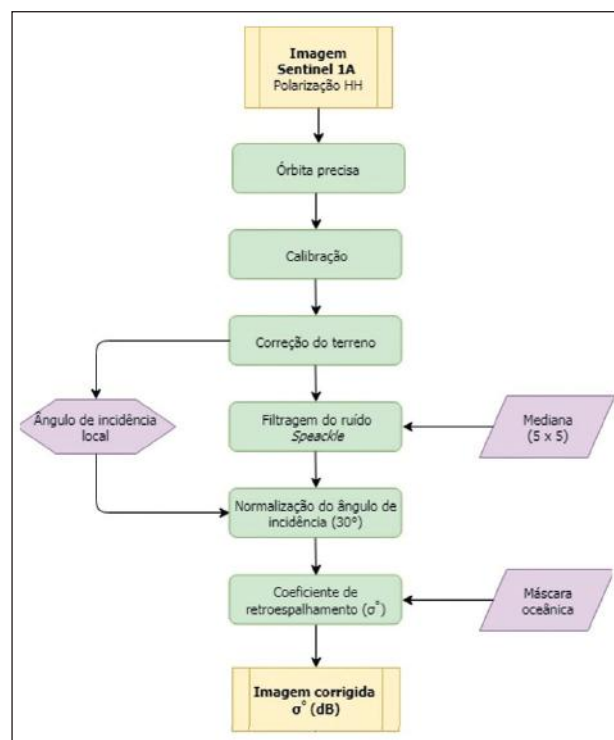 Imagem
Sentinel 1A
Polarização HH
Órbita precisa
Calibração
Correção do terreno
Ângulo de incidência
local
Filtragem do ruído
Speackle
Mediana
(5 x 5)
Normalização do ângulo de
incidência (30°)
Coeficiente de
retroespalhamento (σ°)
Máscara
oceânica
Imagem corrigida
σ° (dB)